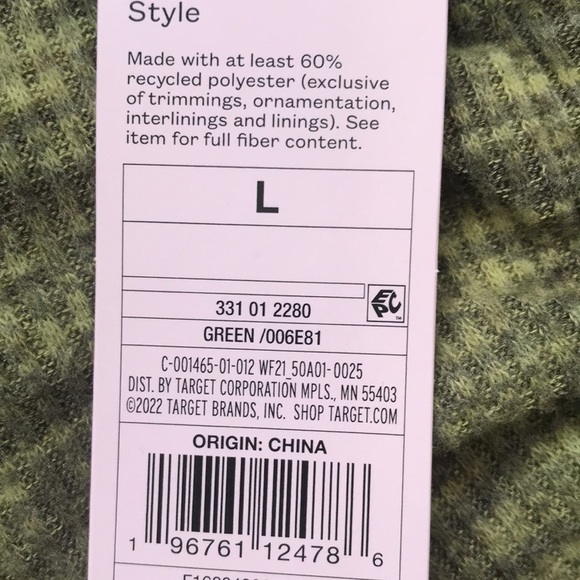 Style
Made with at least 60%
recycled polyester (exclusive
of trimmings, ornamentation,
interlinings and linings). See
item for full fiber content.
L
EPC
™
331 01 2280
GREEN /006E81
C-001465-01-012 WF21_50A01-0025
DIST. BY TARGET CORPORATION MPLS., MN 55403
©2022 TARGET BRANDS, INC. SHOP TARGET.COM
ORIGIN: CHINA
1 96761 12478 6